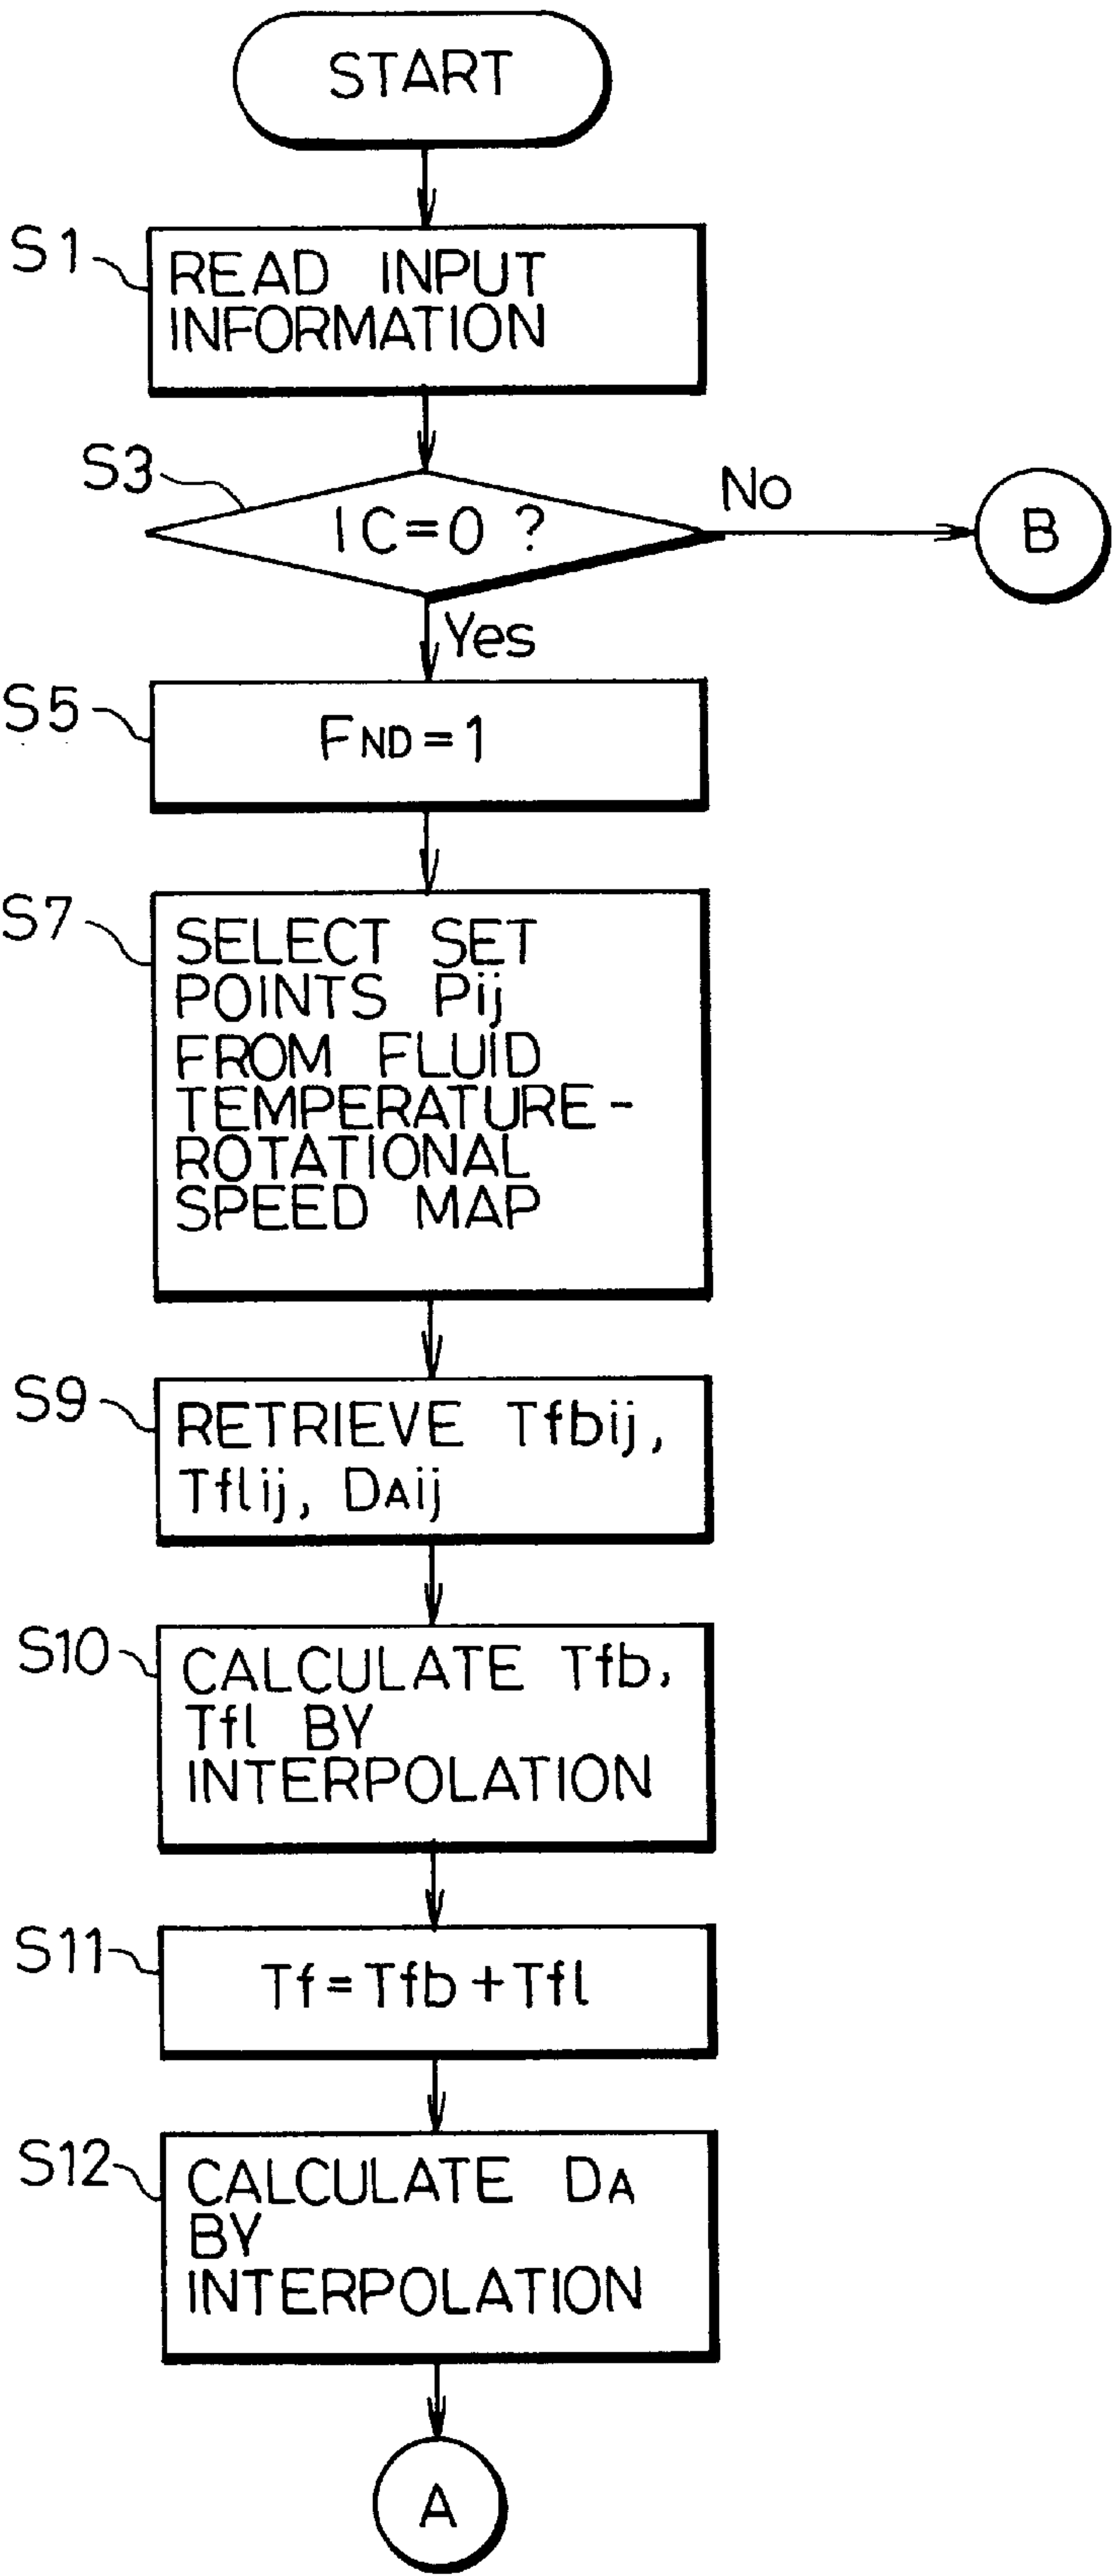 START
S1
READ INPUT
INFORMATION
S3
IC=0 ?
No
B
Yes
S5
FND=1
S7
SELECT SET
POINTS Pij
FROM FLUID
TEMPERATURE-
ROTATIONAL
SPEED MAP
S9
RETRIEVE Tfbij,
Tflij, DAij
S10
CALCULATE Tfb,
Tfl BY
INTERPOLATION
S11
Tf=Tfb+Tfl
S12
CALCULATE DA
BY
INTERPOLATION
A